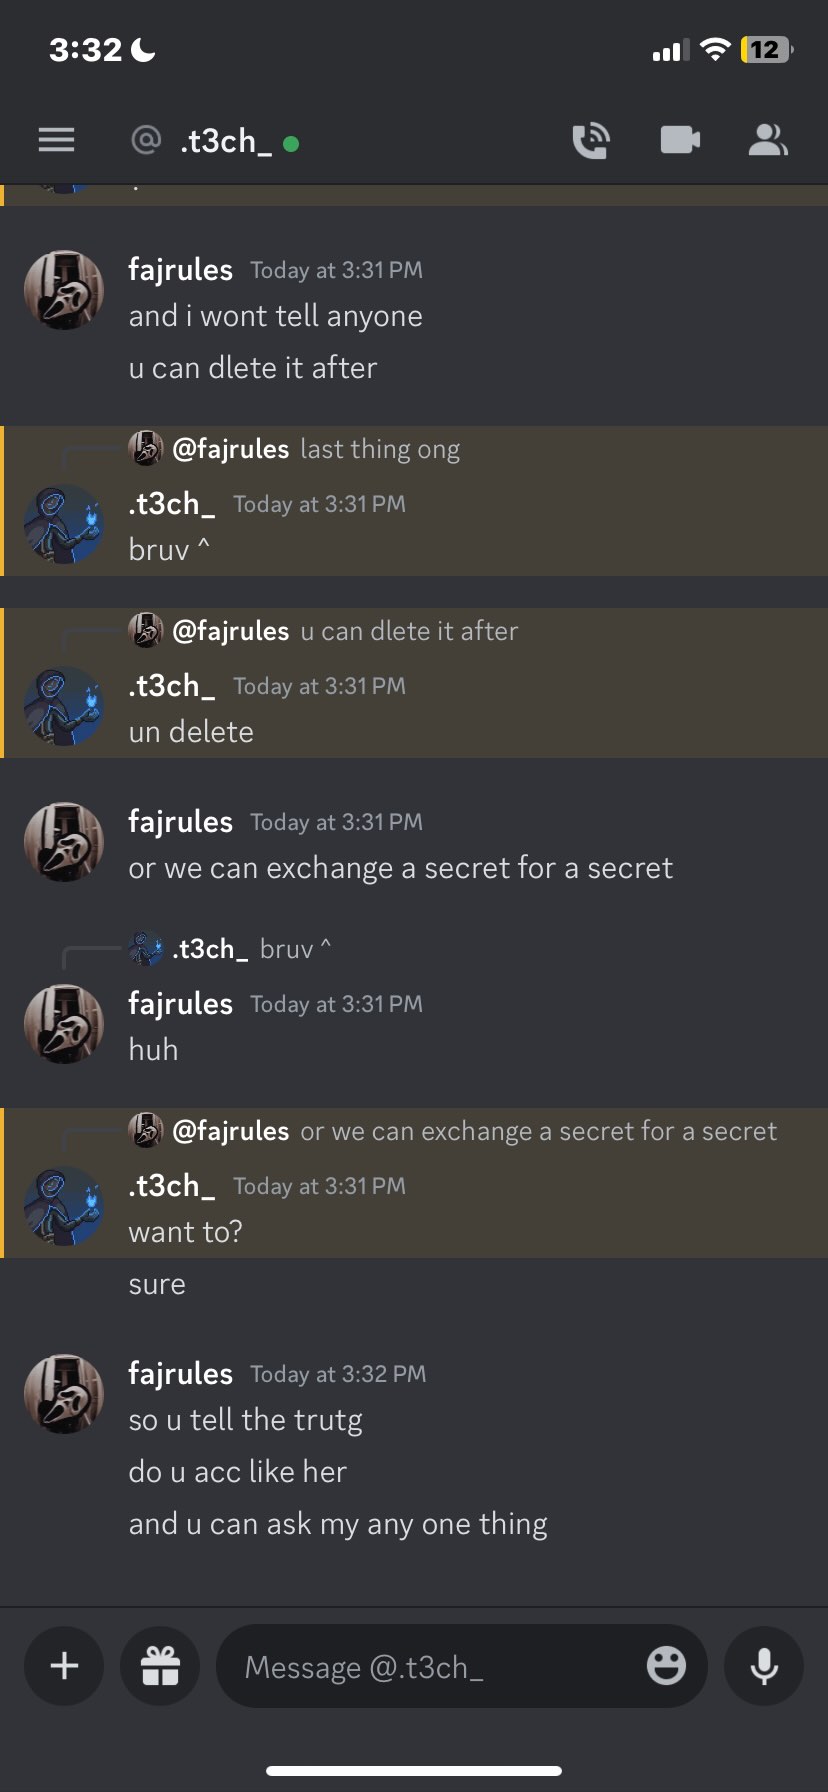 3:32
12
@ .t3ch_
fajrules Today at 3:31 PM
and i wont tell anyone
u can dlete it after
@fajrules last thing ong
.t3ch_ Today at 3:31 PM
bruv ^
@fajrules u can dlete it after
.t3ch_ Today at 3:31 PM
un delete
fajrules Today at 3:31 PM
or we can exchange a secret for a secret
.t3ch_ bruv ^
fajrules Today at 3:31 PM
huh
@fajrules or we can exchange a secret for a secret
.t3ch_ Today at 3:31 PM
want to?
sure
fajrules Today at 3:32 PM
so u tell the trutg
do u acc like her
and u can ask my any one thing
Message @.t3ch_